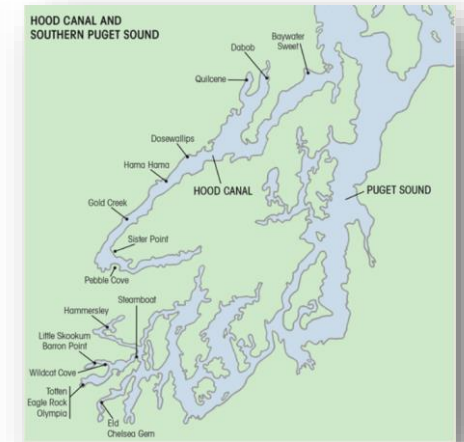 HOOD CANAL AND
SOUTHERN PUGET SOUND
Baywater
Sweet
Dabob
Quilcene
Dosewallips
Hama Hama
HOOD CANAL
PUGET SOUND
Gold Creek
Sister Point
Pebble Cove
Steamboat
Hammersley
Little Skookum
Barron Point
Wildcat Cove
Totten
Eagle Rock
Olympia
Eld
Chelsea Gem